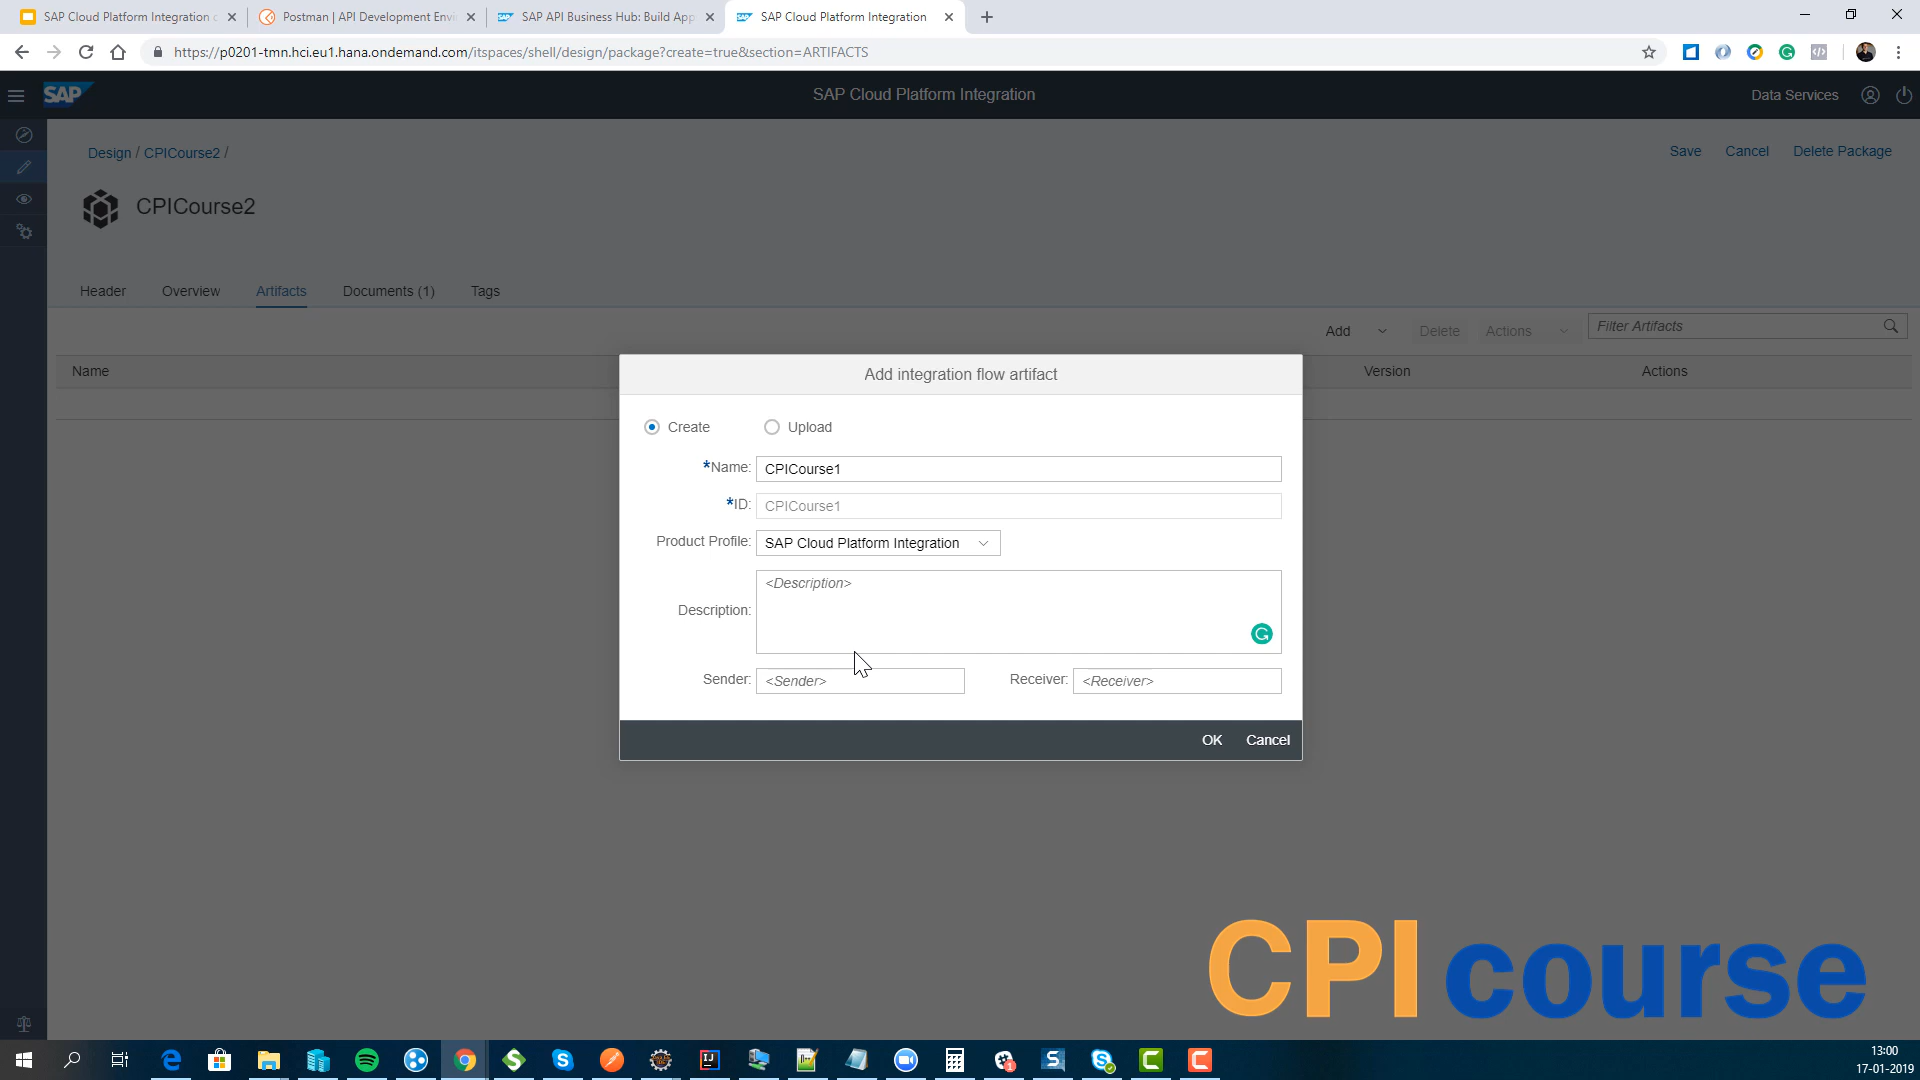 SAP Cloud Platform Integration c
Postman | API Development Envi
SAP API Business Hub: Build App
SAP Cloud Platform Integration
https://p0201-tmn.hci.eu1.hana.ondemand.com/itspaces/shell/design/package?create=true&section=ARTIFACTS
SAP
SAP Cloud Platform Integration
Data Services
Design / CPICourse2 /
Save Cancel Delete Package
CPICourse2
Header Overview Artifacts Documents (1) Tags
Add Delete Actions Filter Artifacts
Name Version Actions
Add integration flow artifact
Create Upload
*Name: CPICourse1
*ID: CPICourse1
Product Profile: SAP Cloud Platform Integration
Description: <Description>
Sender: <Sender> Receiver: <Receiver>
OK Cancel
CPI course
13:00
17-01-2019